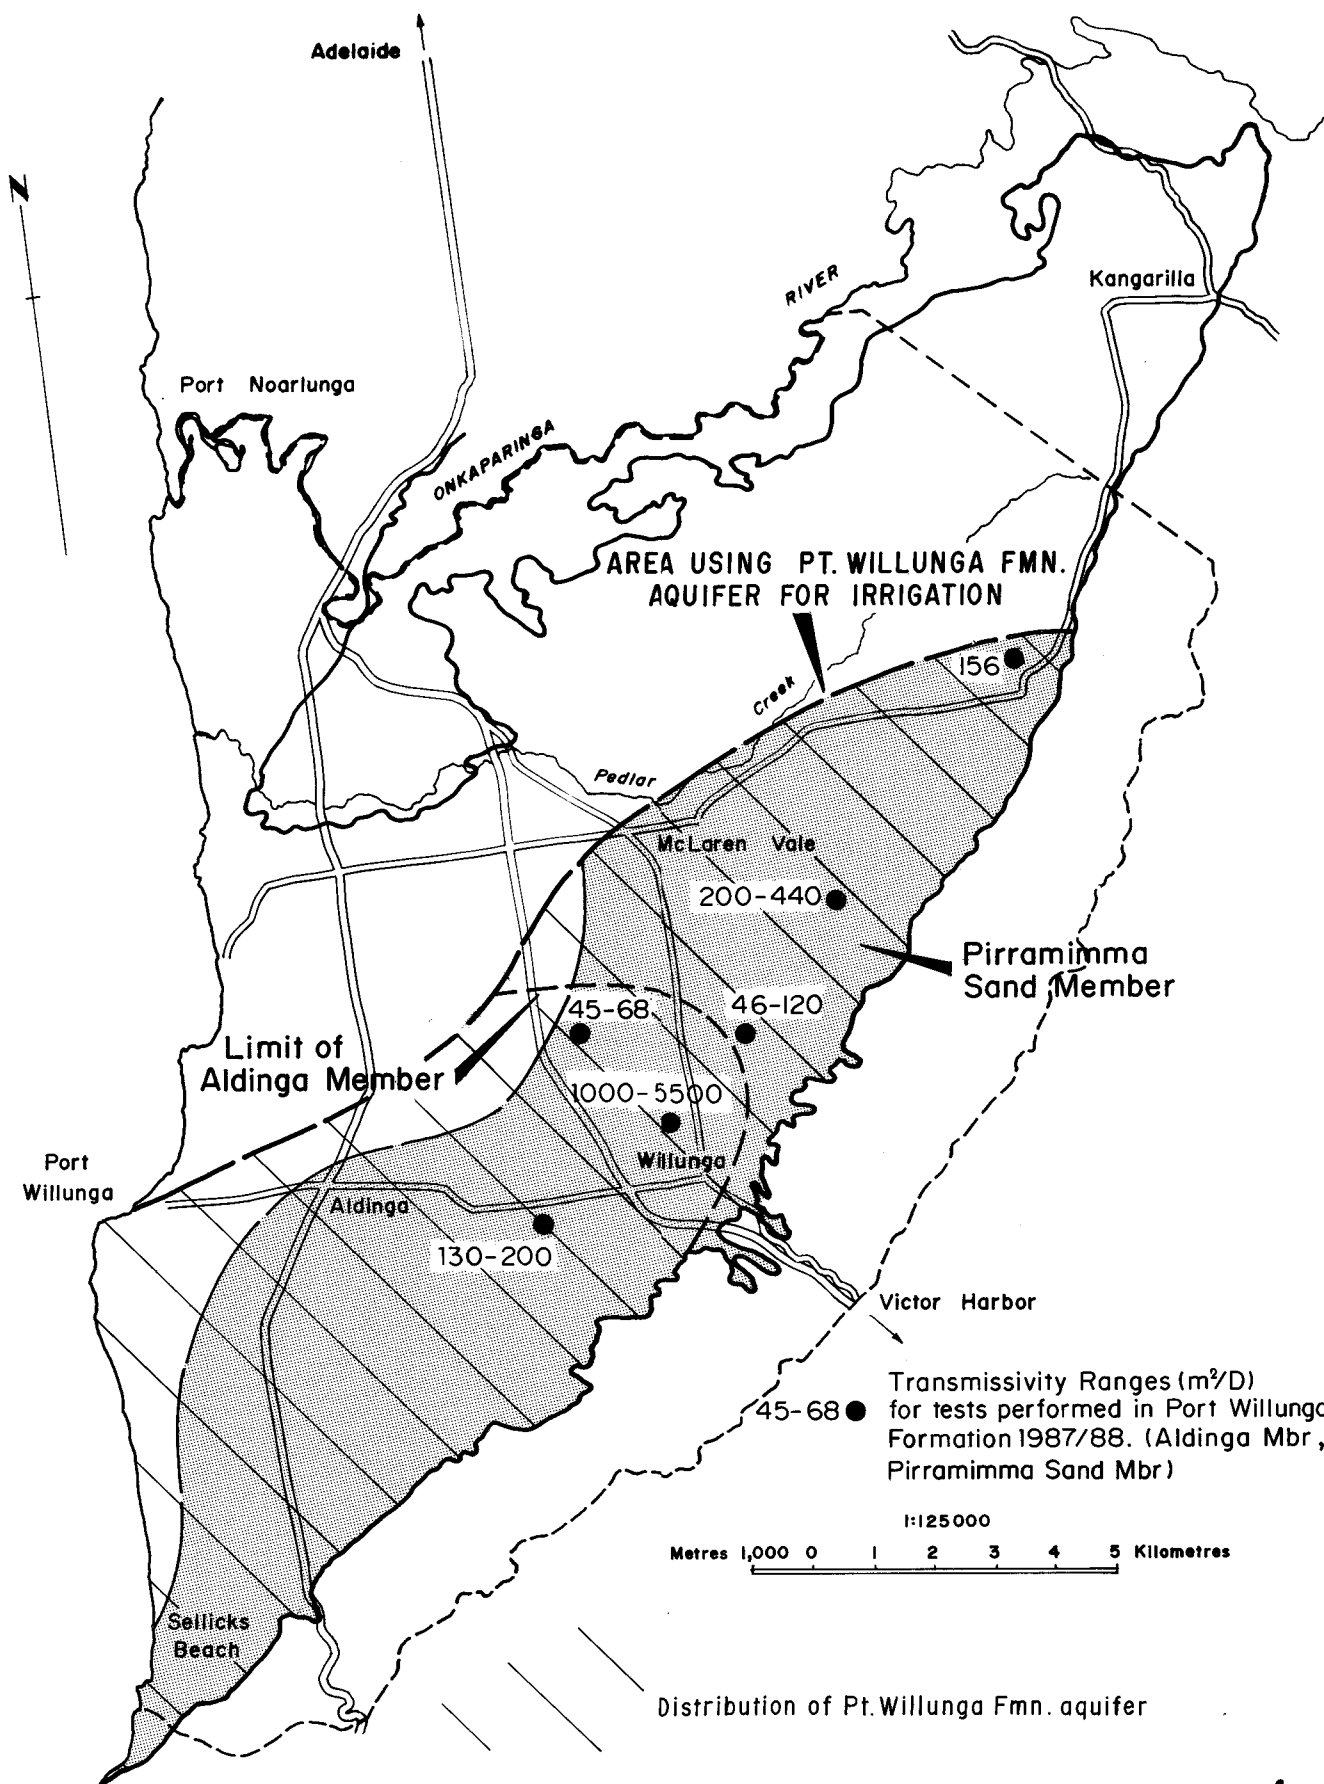 Adelaide
N
Kangarilla
RIVER
Port Noarlunga
ONKAPARINGA
AREA USING PT. WILLUNGA FMN.
AQUIFER FOR IRRIGATION
156
Creek
Pedlar
McLaren Vale
200-440
Pirramimma
Sand Member
45-68
46-120
Limit of
Aldinga Member
1000-5500
Port
Willunga
Willunga
Aldinga
130-200
Victor Harbor
Transmissivity Ranges (m²/D)
45-68 for tests performed in Port Willunga
Formation 1987/88. (Aldinga Mbr,
Pirramimma Sand Mbr)
1:125000
Metres 1,000 0 1 2 3 4 5 Kilometres
Sellicks
Beach
Distribution of Pt. Willunga Fmn. aquifer